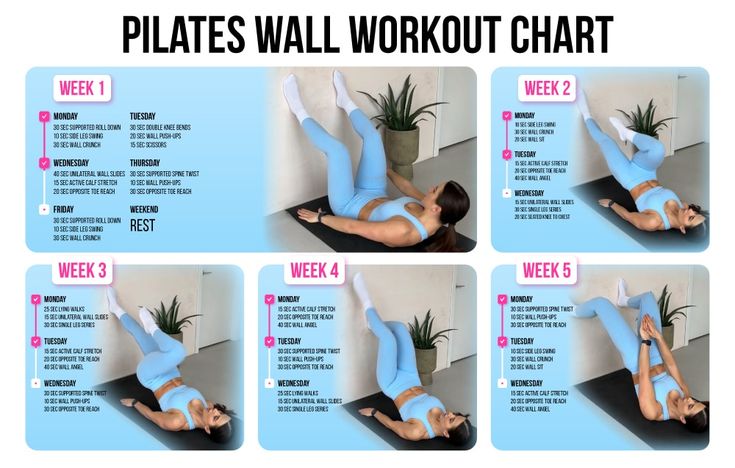 PILATES WALL WORKOUT CHART
WEEK 1
MONDAY
30 SEC SUPPORTED ROLL DOWN
10 SEC SIDE LEG SWING
30 SEC WALL CRUNCH
TUESDAY
30 SEC DOUBLE KNEE BENDS
20 SEC WALL PUSH-UPS
15 SEC SCISSORS
WEDNESDAY
40 SEC UNILATERAL WALL SLIDES
15 SEC ACTIVE CALF STRETCH
20 SEC OPPOSITE TOE REACH
THURSDAY
30 SEC SUPPORTED SPINE TWIST
10 SEC WALL PUSH-UPS
30 SEC OPPOSITE TOE REACH
FRIDAY
30 SEC SUPPORTED ROLL DOWN
10 SEC SIDE LEG SWING
30 SEC WALL CRUNCH
WEEKEND
REST
WEEK 2
MONDAY
10 SEC SIDE LEG SWING
30 SEC WALL CRUNCH
20 SEC WALL SIT
TUESDAY
15 SEC ACTIVE CALF STRETCH
20 SEC OPPOSITE TOE REACH
40 SEC WALL ANGEL
WEDNESDAY
15 SEC UNILATERAL WALL SLIDES
30 SEC SINGLE LEG SERIES
20 SEC SEATED KNEE TO CHEST
WEEK 3
MONDAY
25 SEC LYING WALKS
15 SEC UNILATERAL WALL SLIDES
30 SEC SINGLE LEG SERIES
TUESDAY
15 SEC ACTIVE CALF STRETCH
20 SEC OPPOSITE TOE REACH
40 SEC WALL ANGEL
WEDNESDAY
30 SEC SUPPORTED SPINE TWIST
10 SEC WALL PUSH-UPS
30 SEC OPPOSITE TOE REACH
WEEK 4
MONDAY
15 SEC ACTIVE CALF STRETCH
20 SEC OPPOSITE TOE REACH
40 SEC WALL ANGEL
TUESDAY
30 SEC SUPPORTED SPINE TWIST
10 SEC WALL PUSH-UPS
30 SEC OPPOSITE TOE REACH
WEDNESDAY
25 SEC LYING WALKS
15 SEC UNILATERAL WALL SLIDES
30 SEC SINGLE LEG SERIES
WEEK 5
MONDAY
30 SEC SUPPORTED SPINE TWIST
10 SEC WALL PUSH-UPS
30 SEC OPPOSITE TOE REACH
TUESDAY
10 SEC SIDE LEG SWING
30 SEC WALL CRUNCH
20 SEC WALL SIT
WEDNESDAY
15 SEC ACTIVE CALF STRETCH
20 SEC OPPOSITE TOE REACH
40 SEC WALL ANGEL